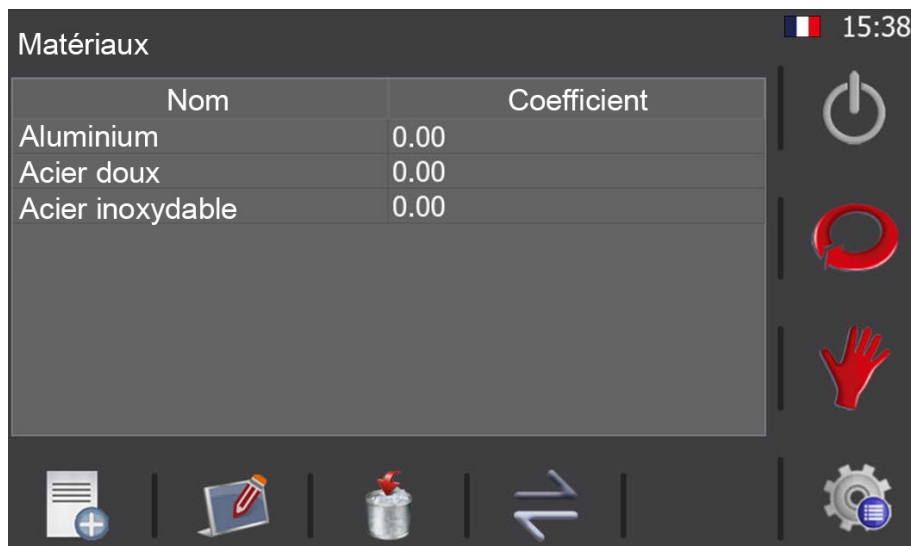 Matériaux
15:38
Nom Coefficient
Aluminium 0.00
Acier doux 0.00
Acier inoxydable 0.00